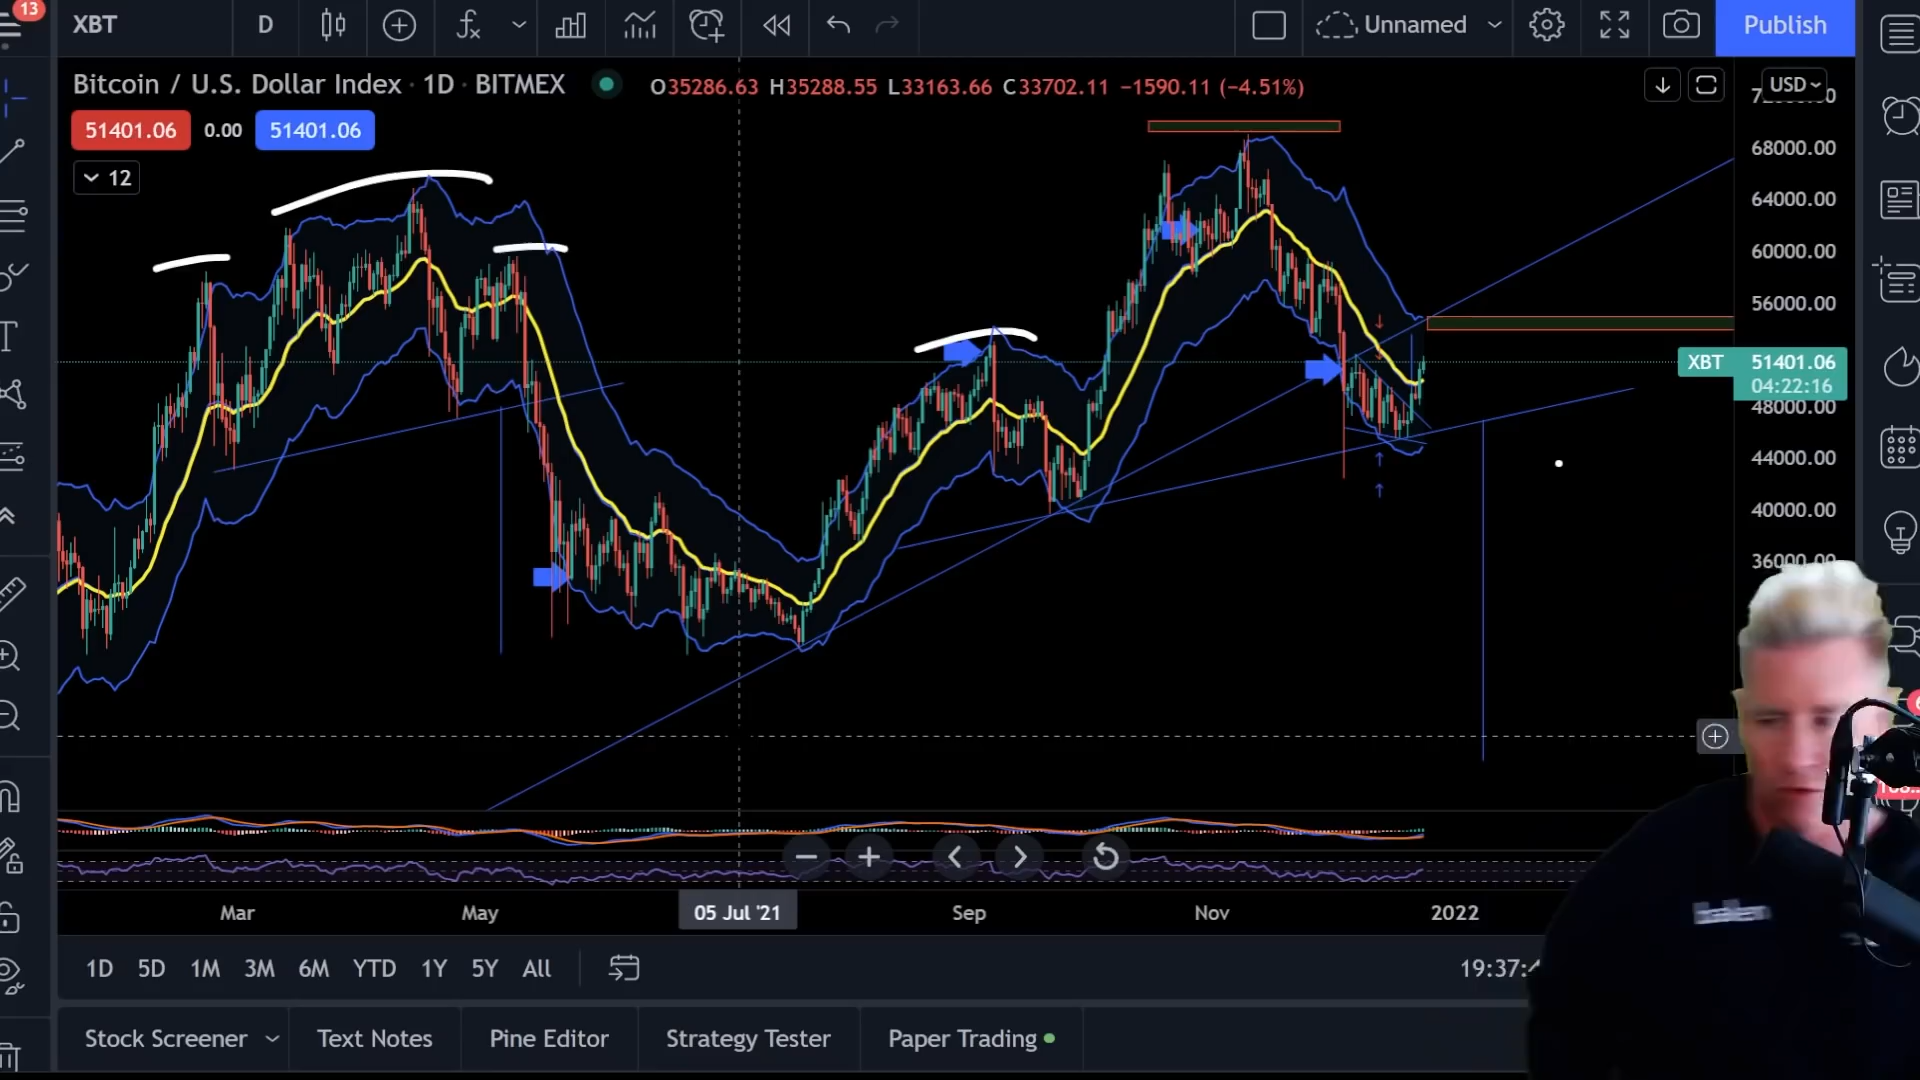 13
XBT
D
Unnamed
Publish
Bitcoin / U.S. Dollar Index · 1D · BITMEX
O35286.63 H35288.55 L33163.66 C33702.11 −1590.11 (−4.51%)
USD
51401.06 0.00 51401.06
12
68000.00
64000.00
60000.00
56000.00
XBT 51401.06
04:22:16
48000.00
44000.00
40000.00
Mar May 05 Jul '21 Sep Nov 2022
1D 5D 1M 3M 6M YTD 1Y 5Y All
19:37:4
Stock Screener Text Notes Pine Editor Strategy Tester Paper Trading